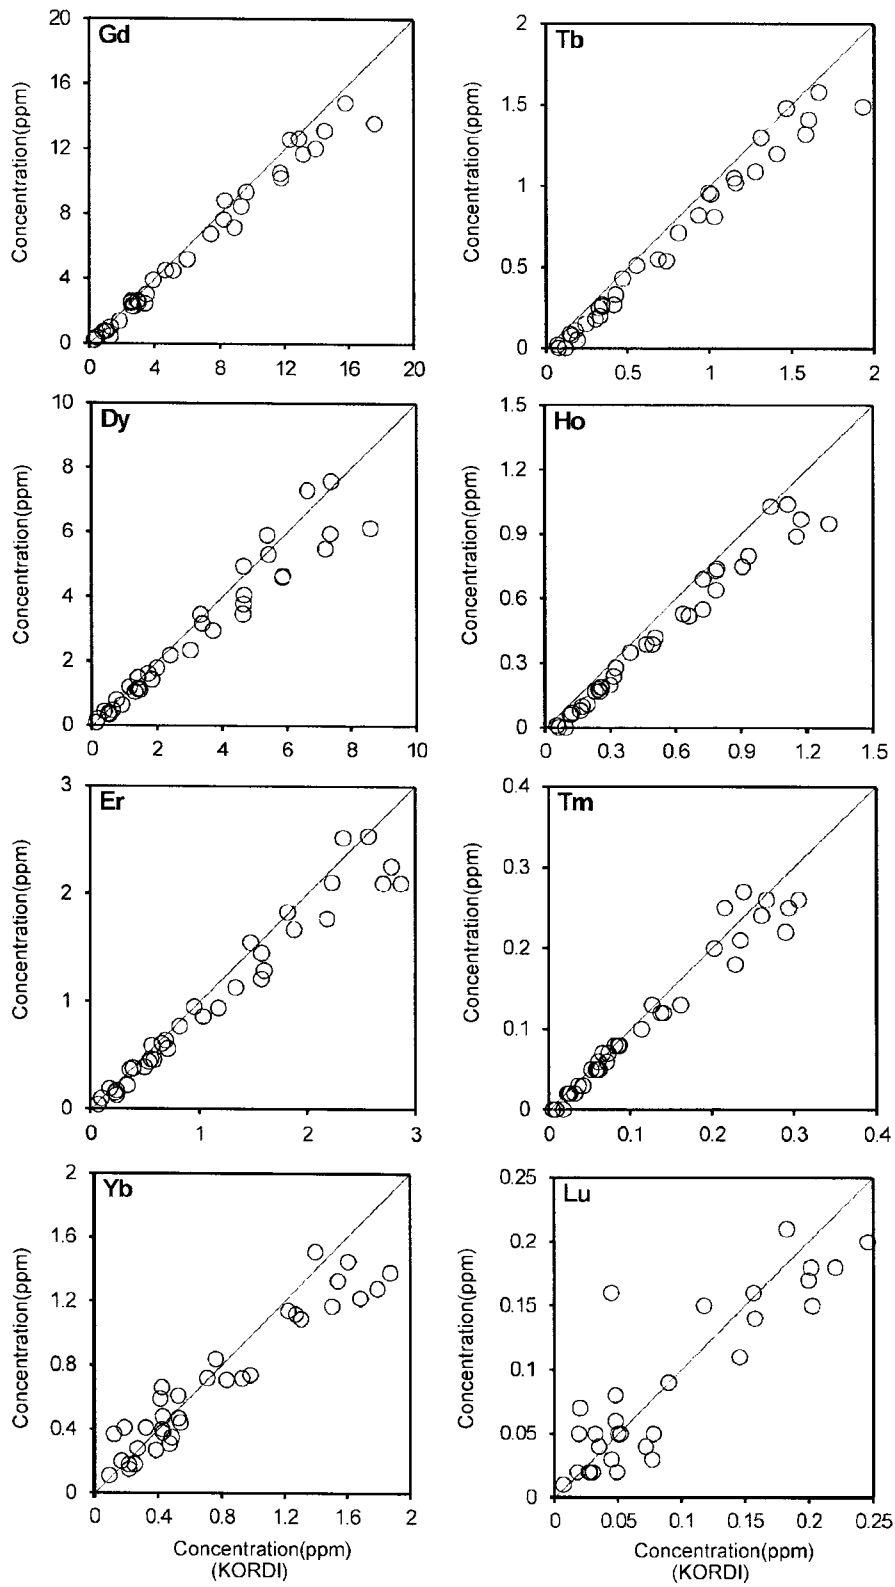 20
16
12
8
4
0
Gd
Concentration(ppm)
0 4 8 12 16 20
2
1.5
1
0.5
0
Tb
Concentration(ppm)
0 0.5 1 1.5 2
10
8
6
4
2
0
Dy
Concentration(ppm)
0 2 4 6 8 10
1.5
1.2
0.9
0.6
0.3
0
Ho
Concentration(ppm)
0 0.3 0.6 0.9 1.2 1.5
3
2
1
0
Er
Concentration(ppm)
0 1 2 3
0.4
0.3
0.2
0.1
0
Tm
Concentration(ppm)
0 0.1 0.2 0.3 0.4
2
1.6
1.2
0.8
0.4
0
Yb
Concentration(ppm)
0 0.4 0.8 1.2 1.6 2
Concentration(ppm)
(KORDI)
0.25
0.2
0.15
0.1
0.05
0
Lu
Concentration(ppm)
0 0.05 0.1 0.15 0.2 0.25
Concentration(ppm)
(KORDI)